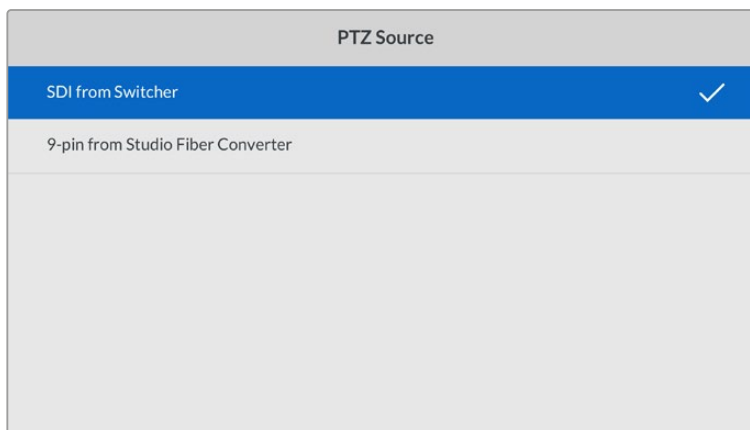 PTZ Source
SDI from Switcher
9-pin from Studio Fiber Converter